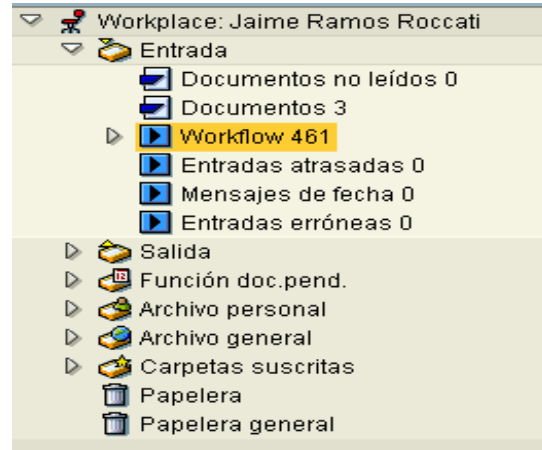 Workplace: Jaime Ramos Roccati
Entrada
Documentos no leídos 0
Documentos 3
Workflow 461
Entradas atrasadas 0
Mensajes de fecha 0
Entradas erróneas 0
Salida
Función doc.pend.
Archivo personal
Archivo general
Carpetas suscritas
Papelera
Papelera general